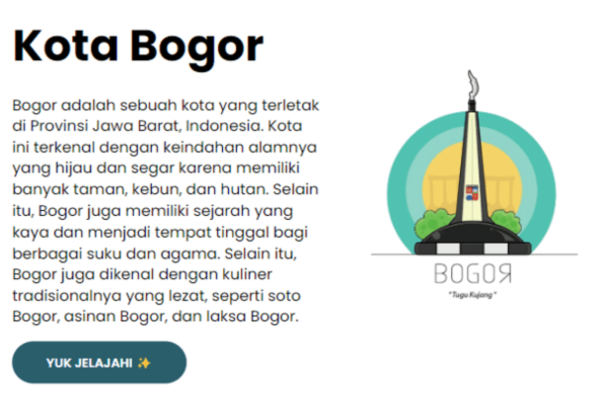 Kota Bogor
Bogor adalah sebuah kota yang terletak
di Provinsi Jawa Barat, Indonesia. Kota
ini terkenal dengan keindahan alamnya
yang hijau dan segar karena memiliki
banyak taman, kebun, dan hutan. Selain
itu, Bogor juga memiliki sejarah yang
kaya dan menjadi tempat tinggal bagi
berbagai suku dan agama. Selain itu,
Bogor juga dikenal dengan kuliner
tradisionalnya yang lezat, seperti soto
Bogor, asinan Bogor, dan laksa Bogor.
YUK JELAJAHI ✨
BOGOR
"Tugu Kujang"